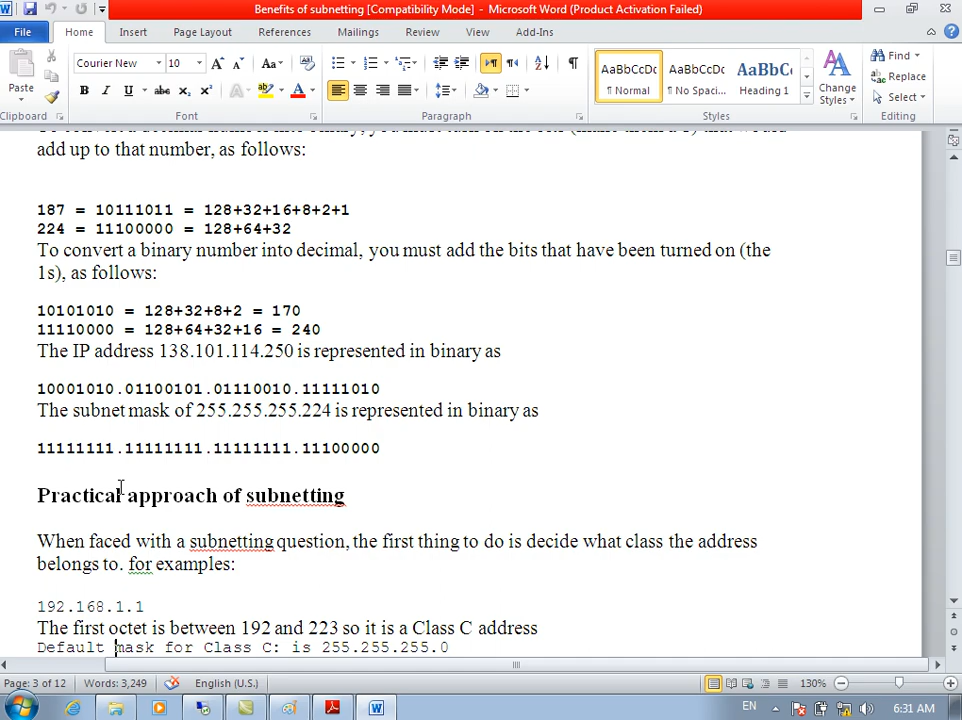 Benefits of subnetting [Compatibility Mode] - Microsoft Word (Product Activation Failed)
File Home Insert Page Layout References Mailings Review View Add-Ins
Courier New 10 Aa
AaBbCcDc AaBbCcDc AaBbC
Find
Replace
Select
Paste
B I U abc x₂ x² A A
¶ Normal ¶ No Spaci... Heading 1
Change
Styles
Clipboard Font Paragraph Styles Editing
add up to that number, as follows:
187 = 10111011 = 128+32+16+8+2+1
224 = 11100000 = 128+64+32
To convert a binary number into decimal, you must add the bits that have been turned on (the
1s), as follows:
10101010 = 128+32+8+2 = 170
11110000 = 128+64+32+16 = 240
The IP address 138.101.114.250 is represented in binary as
10001010.01100101.01110010.11111010
The subnet mask of 255.255.255.224 is represented in binary as
11111111.11111111.11111111.11100000
Practical approach of subnetting
When faced with a subnetting question, the first thing to do is decide what class the address
belongs to. for examples:
192.168.1.1
The first octet is between 192 and 223 so it is a Class C address
Default mask for Class C: is 255.255.255.0
Page: 3 of 12 Words: 3,249 English (U.S.) 130%
EN 6:31 AM